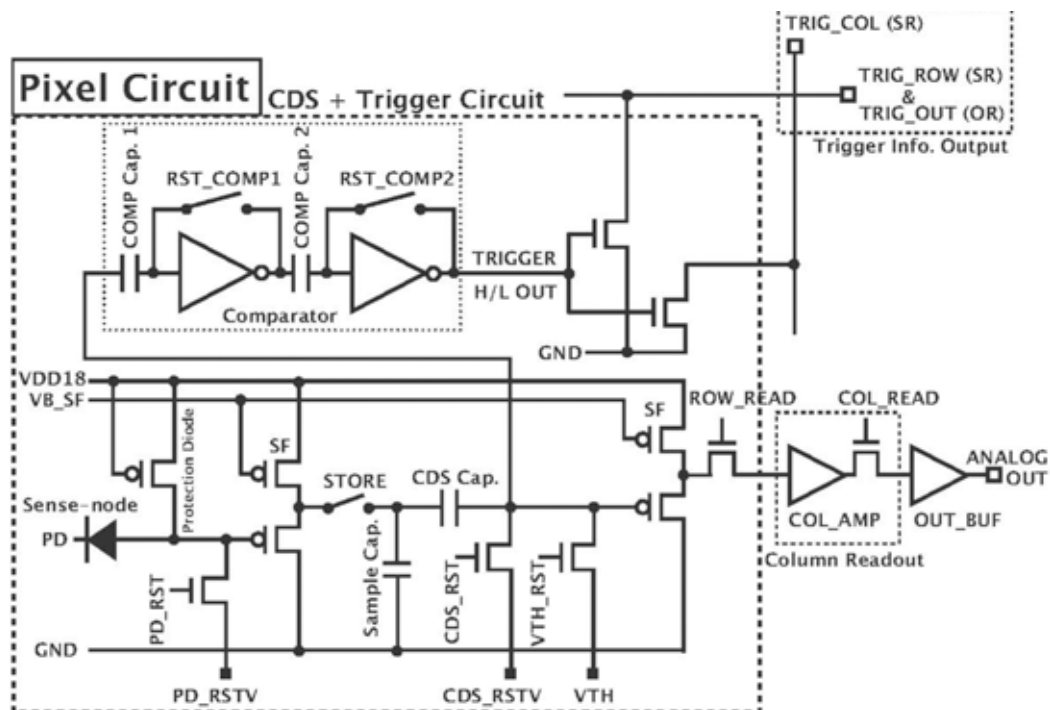 TRIG_COL (SR)
TRIG_ROW (SR)
&
TRIG_OUT (OR)
Trigger Info. Output
Pixel Circuit
CDS + Trigger Circuit
COMP Cap. 1
RST_COMP1
COMP Cap. 2
RST_COMP2
Comparator
TRIGGER
H/L OUT
GND
VDD18
VB_SF
Protection Diode
SF
STORE
CDS Cap.
SF
ROW_READ
COL_READ
Sense-node
PD
Sample Cap.
COL_AMP
OUT_BUF
ANALOG
OUT
Column Readout
PD_RST
CDS_RST
VTH_RST
GND
PD_RSTV
CDS_RSTV
VTH